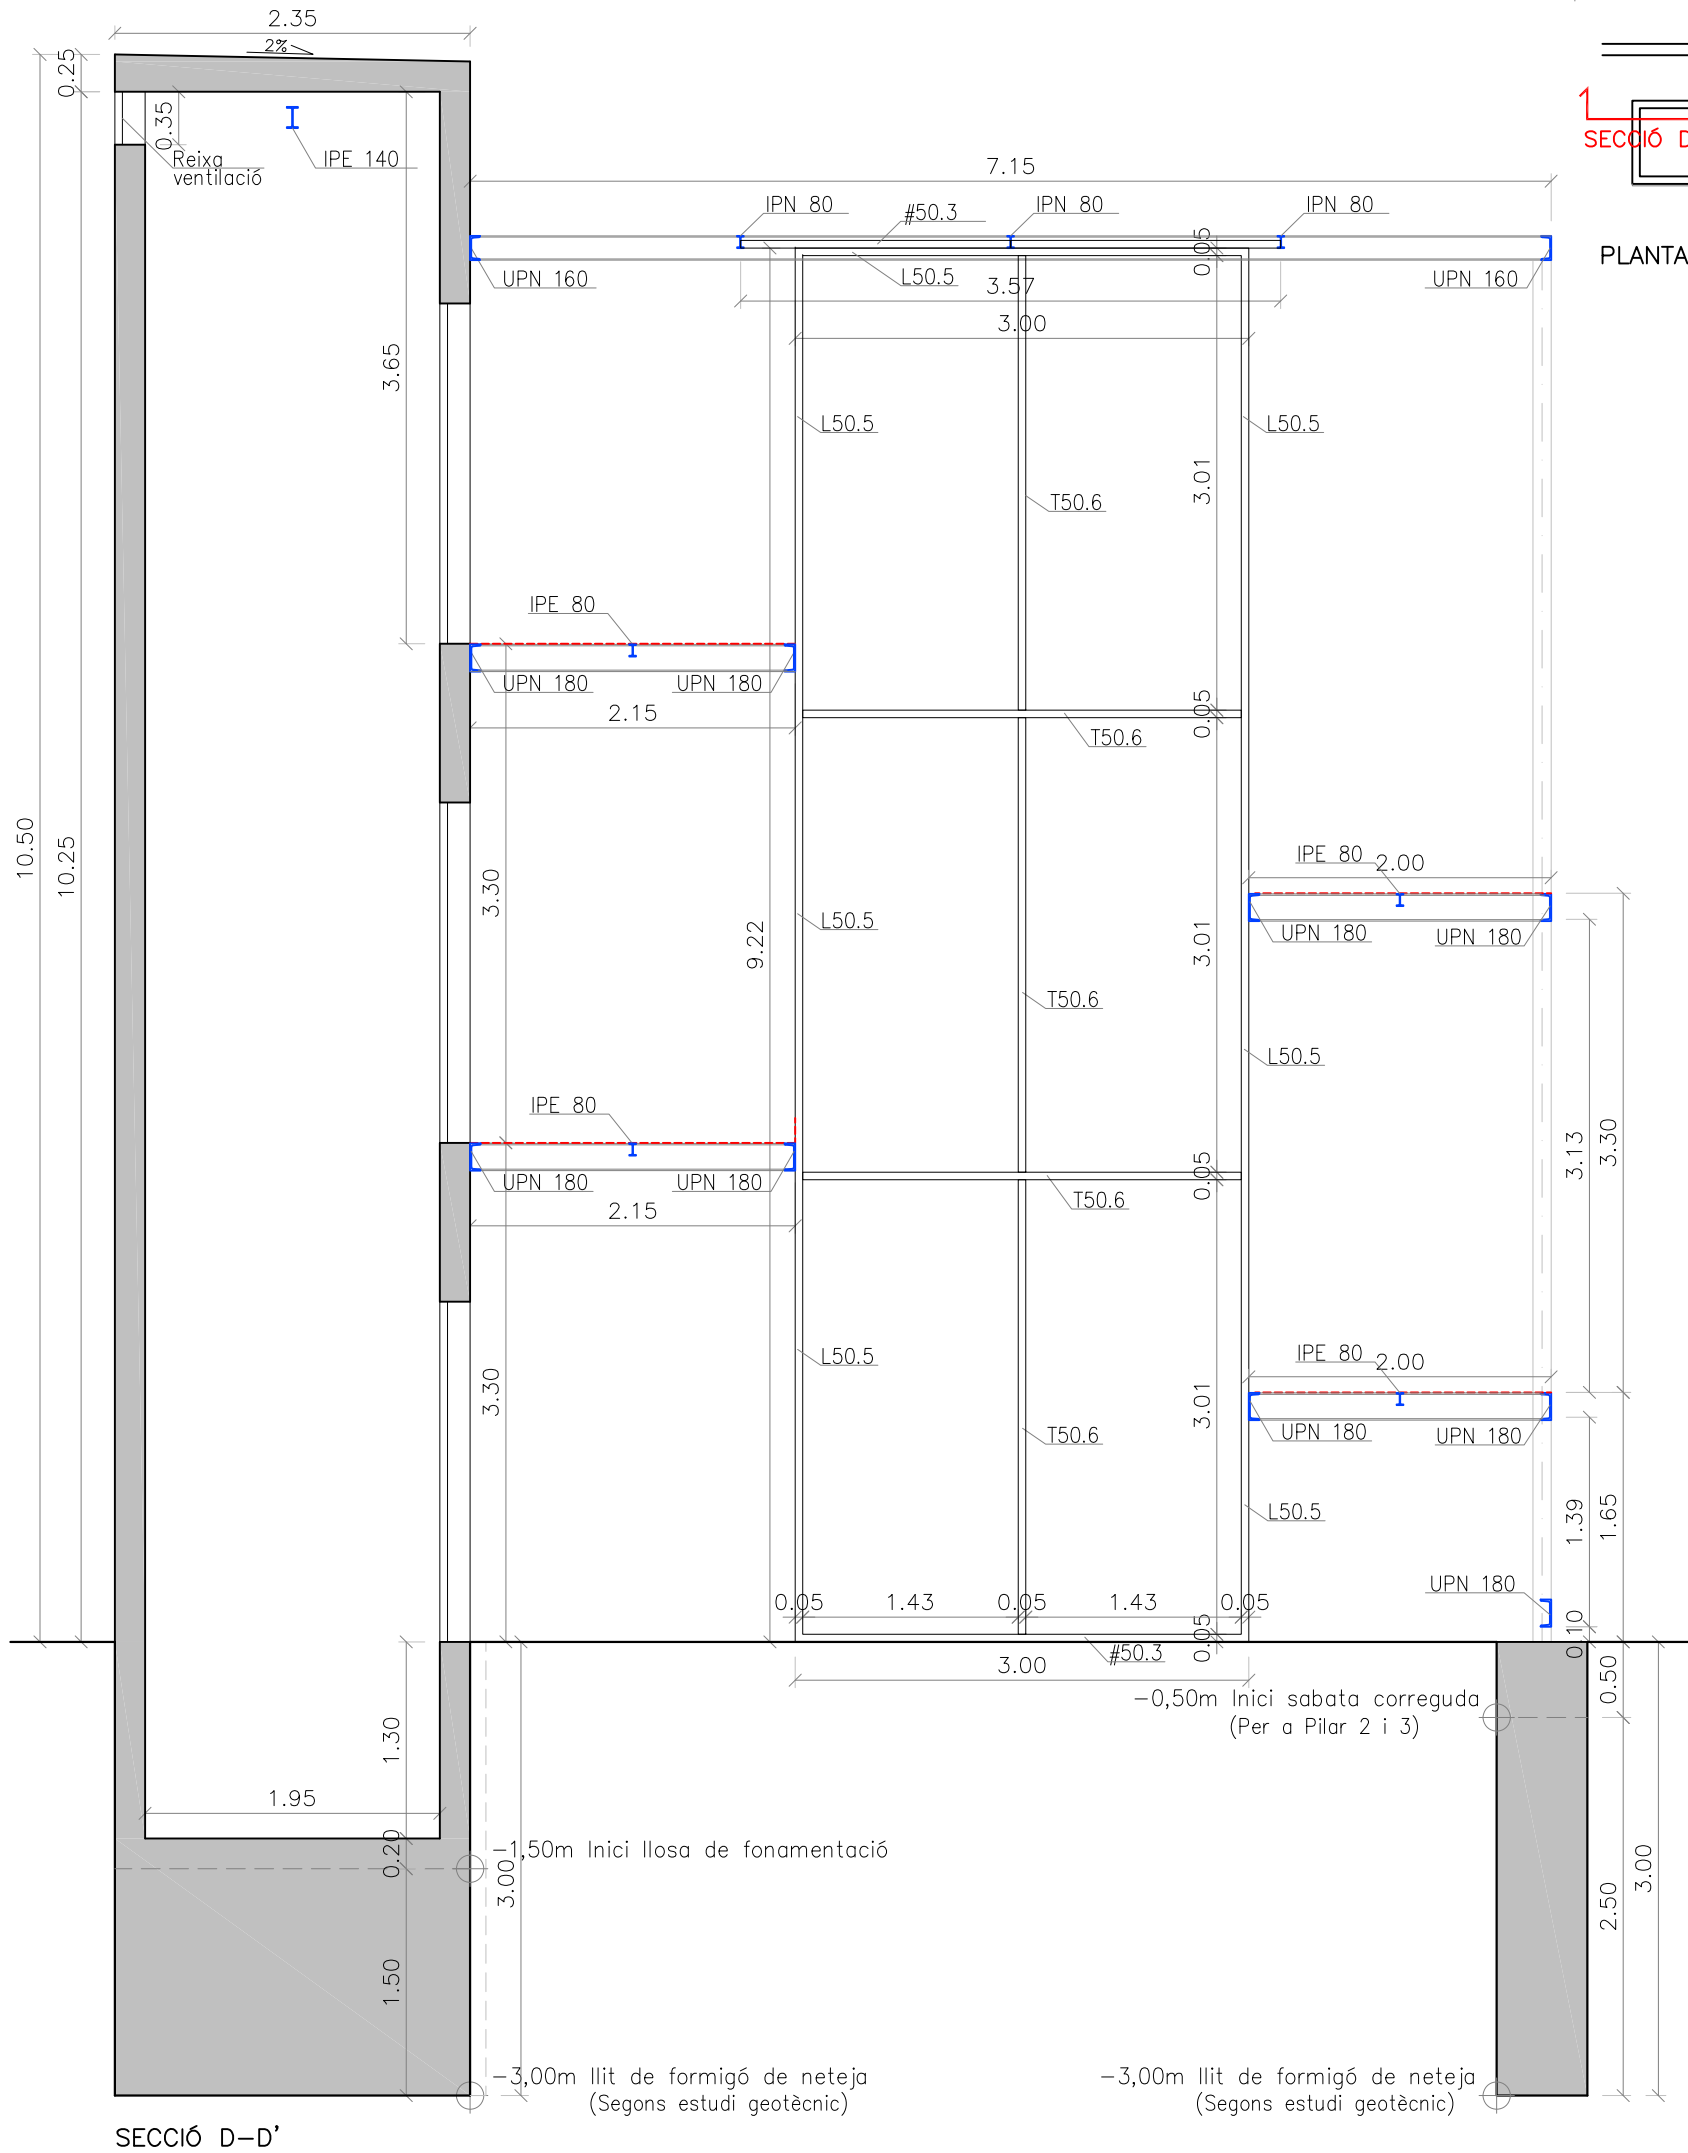 2.35
2%
0.25
0.35
Reixa
ventilació
IPE 140
SECCIÓ D
7.15
IPN 80
#50.3
IPN 80
IPN 80
0.05
PLANTA
UPN 160
L50.5
UPN 160
3.57
3.00
3.65
L50.5
L50.5
3.01
T50.6
IPE 80
UPN 180
UPN 180
2.15
0.05
T50.6
10.50
10.25
3.30
IPE 80
2.00
L50.5
9.22
3.01
UPN 180
UPN 180
T50.6
L50.5
IPE 80
3.13
3.30
UPN 180
UPN 180
0.05
T50.6
2.15
3.30
L50.5
3.01
IPE 80
2.00
T50.6
UPN 180
UPN 180
L50.5
1.39
1.65
UPN 180
0.05
1.43
0.05
1.43
0.05
0.05
0.10
#50.3
3.00
0.50
-0,50m Inici sabata correguda
(Per a Pilar 2 i 3)
1.30
1.95
0.20
-1,50m Inici llosa de fonamentació
3.00
2.50
3.00
1.50
-3,00m llit de formigó de neteja
(Segons estudi geotècnic)
-3,00m llit de formigó de neteja
(Segons estudi geotècnic)
SECCIÓ D-D'